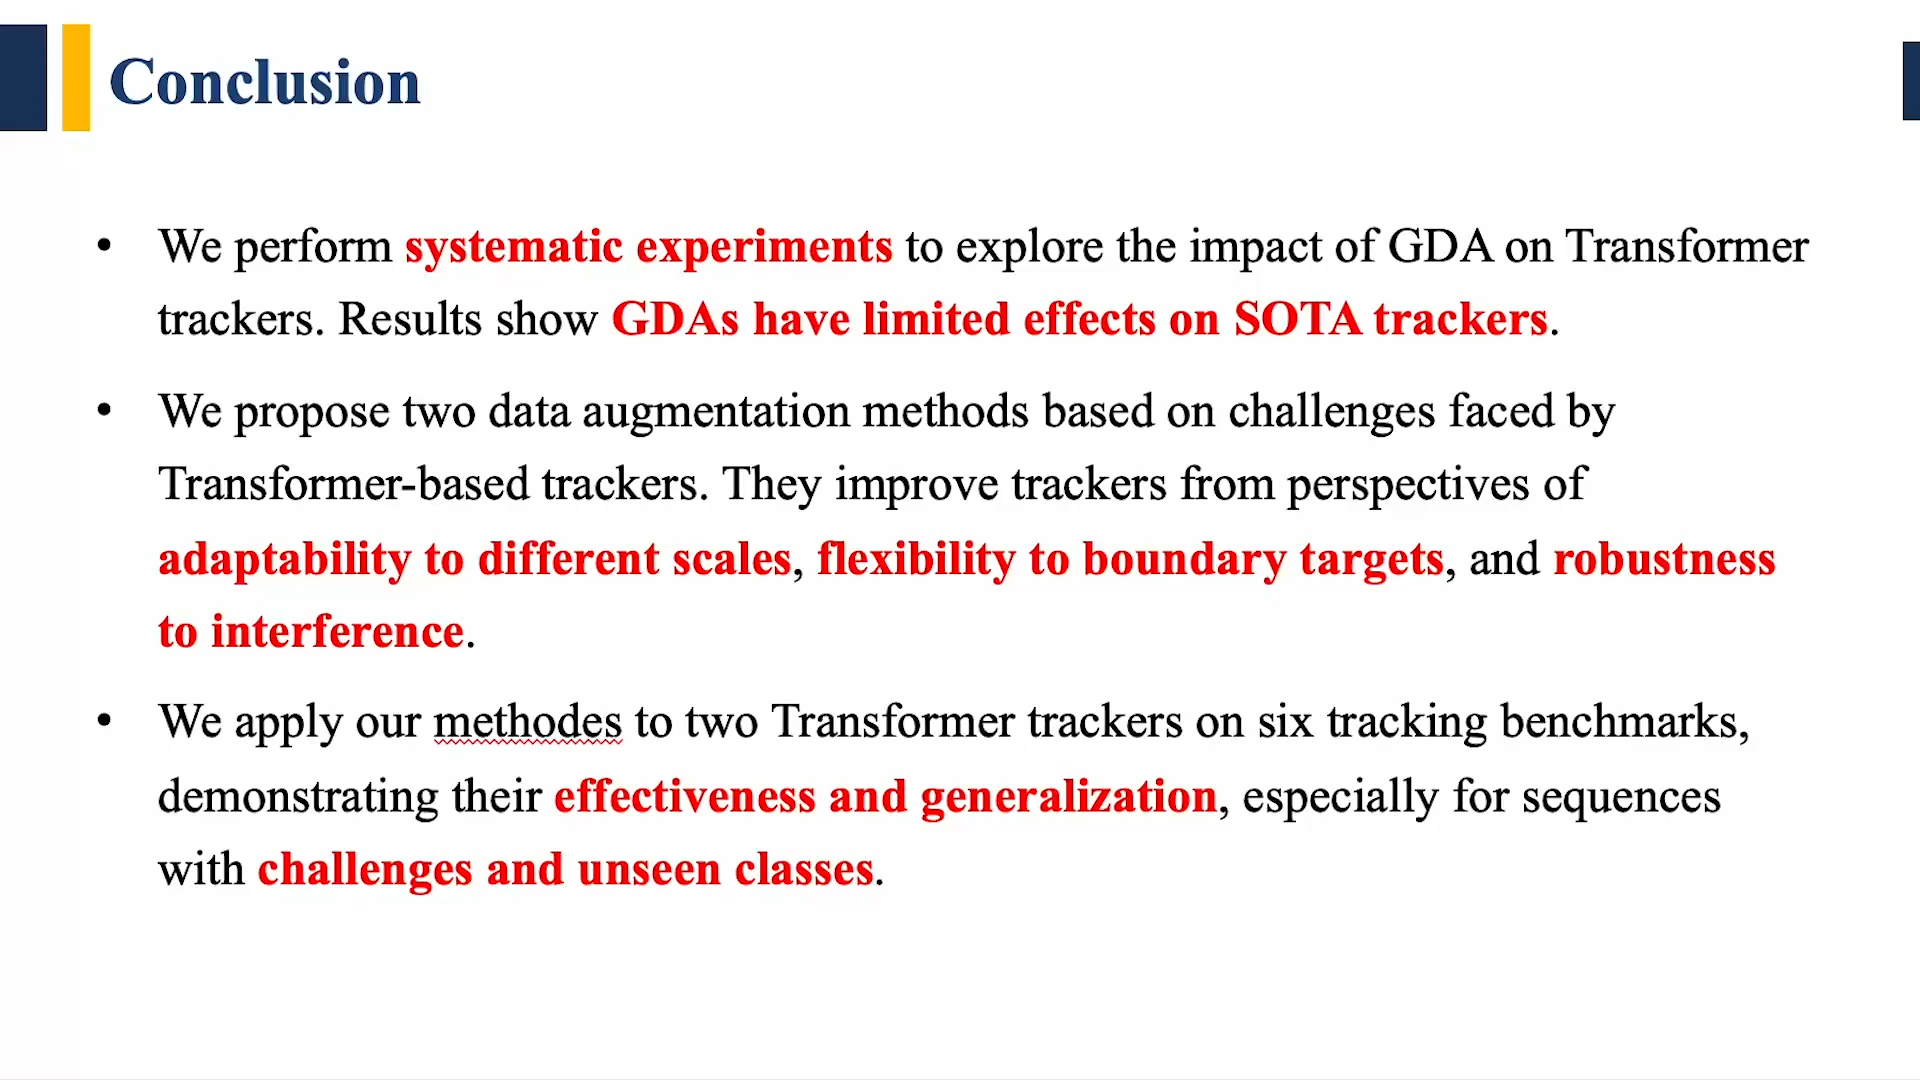 Conclusion
• We perform systematic experiments to explore the impact of GDA on Transformer
trackers. Results show GDAs have limited effects on SOTA trackers.
• We propose two data augmentation methods based on challenges faced by
Transformer-based trackers. They improve trackers from perspectives of
adaptability to different scales, flexibility to boundary targets, and robustness
to interference.
• We apply our methodes to two Transformer trackers on six tracking benchmarks,
demonstrating their effectiveness and generalization, especially for sequences
with challenges and unseen classes.